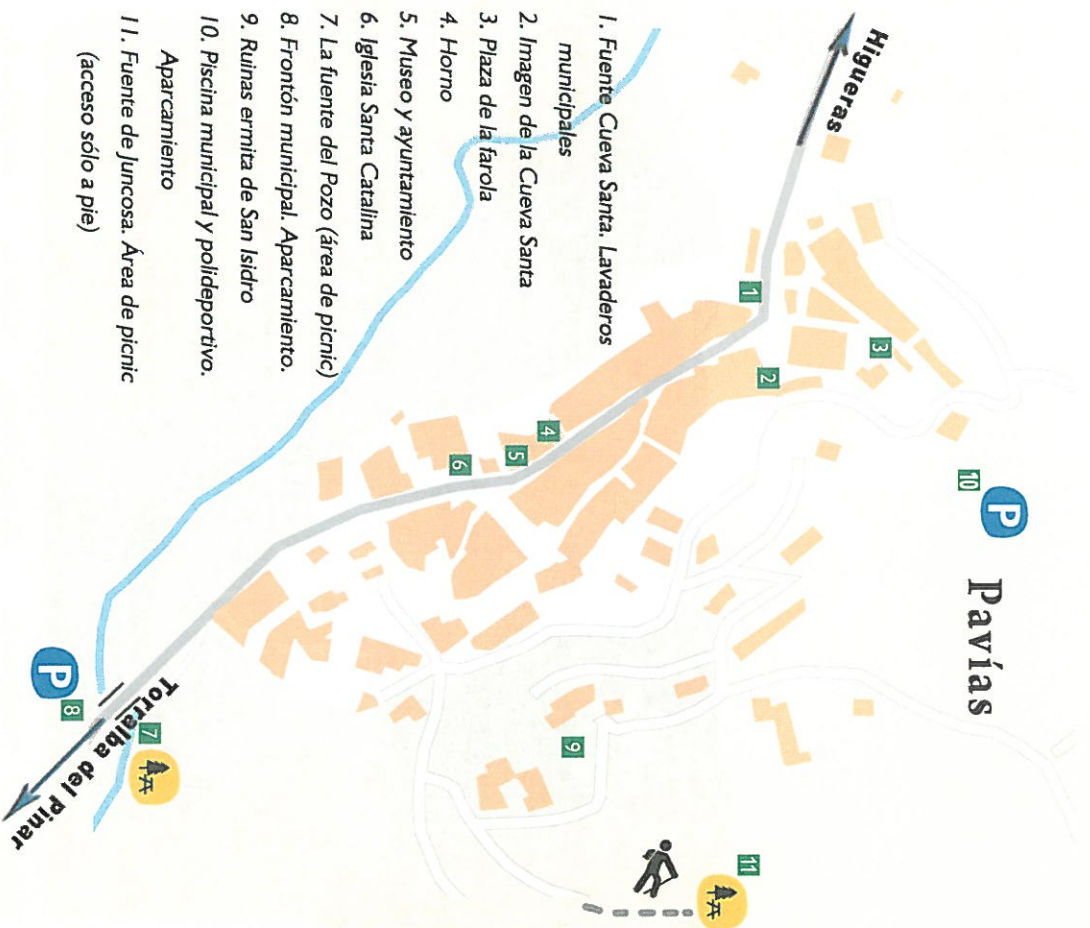 Pavías
Higueras
1
2
3
4
5
6
7
8
9
10
11
P
P
Torralba del Pinar
1. Fuente Cueva Santa. Lavaderos
municipales
2. Imagen de la Cueva Santa
3. Plaza de la farola
4. Horno
5. Museo y ayuntamiento
6. Iglesia Santa Catalina
7. La fuente del Pozo (área de picnic)
8. Frontón municipal. Aparcamiento.
9. Ruinas ermita de San Isidro
10. Piscina municipal y polideportivo.
Aparcamiento
11. Fuente de Juncosa. Área de picnic
(acceso sólo a pie)